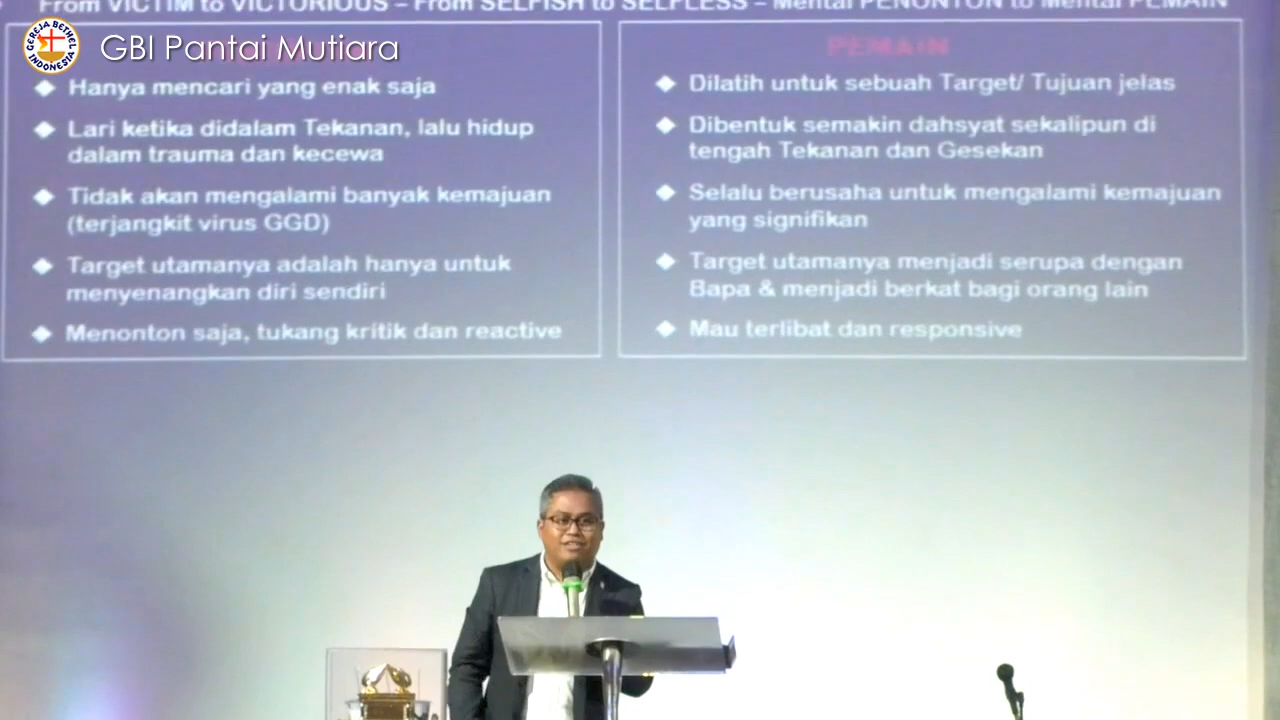 From VICTIM to VICTORIOUS – From SELFISH to SELFLESS – Mental PENONTON to Mental PEMAIN
GEREJA BETHEL INDONESIA
GBI Pantai Mutiara
◆ Hanya mencari yang enak saja
◆ Lari ketika didalam Tekanan, lalu hidup
dalam trauma dan kecewa
◆ Tidak akan mengalami banyak kemajuan
(terjangkit virus GGD)
◆ Target utamanya adalah hanya untuk
menyenangkan diri sendiri
◆ Menonton saja, tukang kritik dan reactive
PEMAIN
◆ Dilatih untuk sebuah Target/ Tujuan jelas
◆ Dibentuk semakin dahsyat sekalipun di
tengah Tekanan dan Gesekan
◆ Selalu berusaha untuk mengalami kemajuan
yang signifikan
◆ Target utamanya menjadi serupa dengan
Bapa & menjadi berkat bagi orang lain
◆ Mau terlibat dan responsive